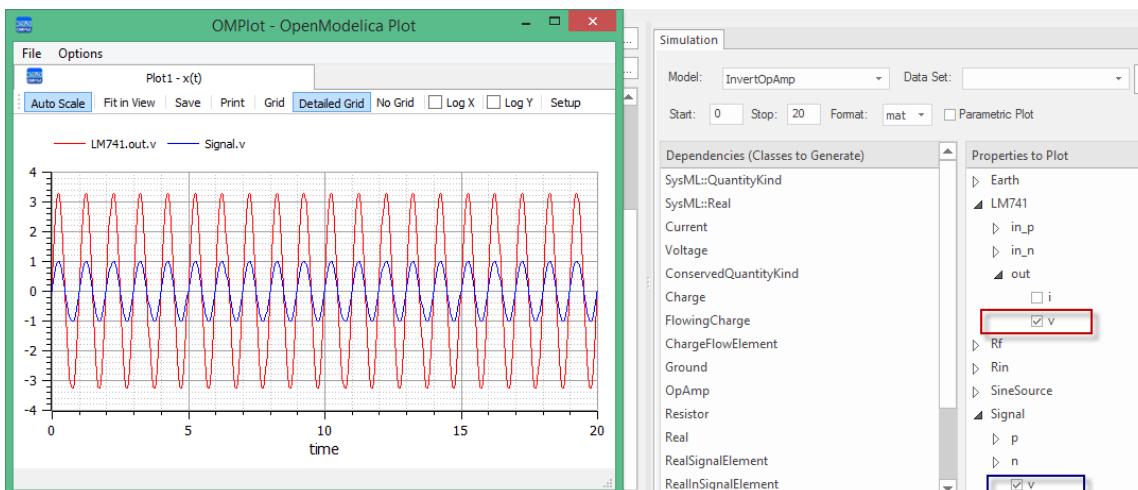 OMPlot - OpenModelica Plot
File Options
Plot1 - x(t)
Auto Scale Fit in View Save Print Grid Detailed Grid No Grid Log X Log Y Setup
LM741.out.v Signal.v
4
3
2
1
0
-1
-2
-3
-4
0 5 10 15 20
time
Simulation
Model: InvertOpAmp Data Set:
Start: 0 Stop: 20 Format: mat Parametric Plot
Dependencies (Classes to Generate)
SysML::QuantityKind
SysML::Real
Current
Voltage
ConservedQuantityKind
Charge
FlowingCharge
ChargeFlowElement
Ground
OpAmp
Resistor
Real
RealSignalElement
RealInSignalElement
Properties to Plot
Earth
LM741
in_p
in_n
out
i
v
Rf
Rin
SineSource
Signal
p
n
v